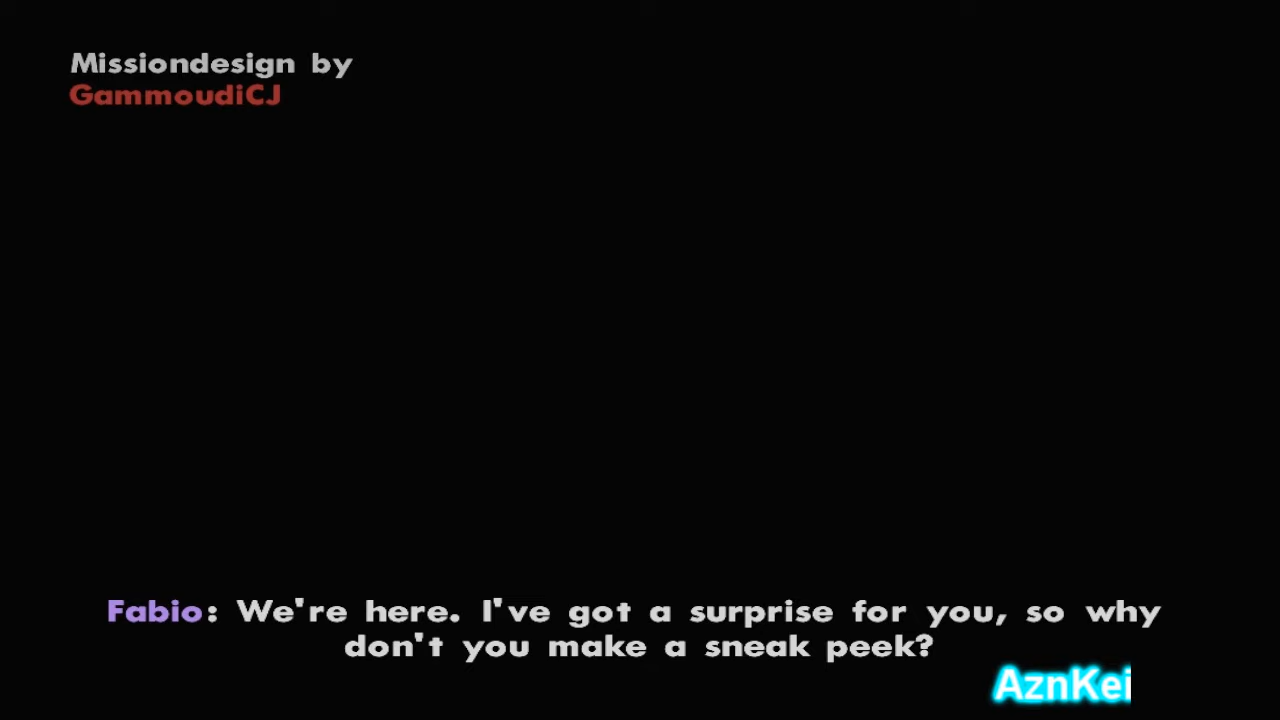 Missiondesign by
GammoudiCJ
Fabio: We're here. I've got a surprise for you, so why
don't you make a sneak peek?
AznKei